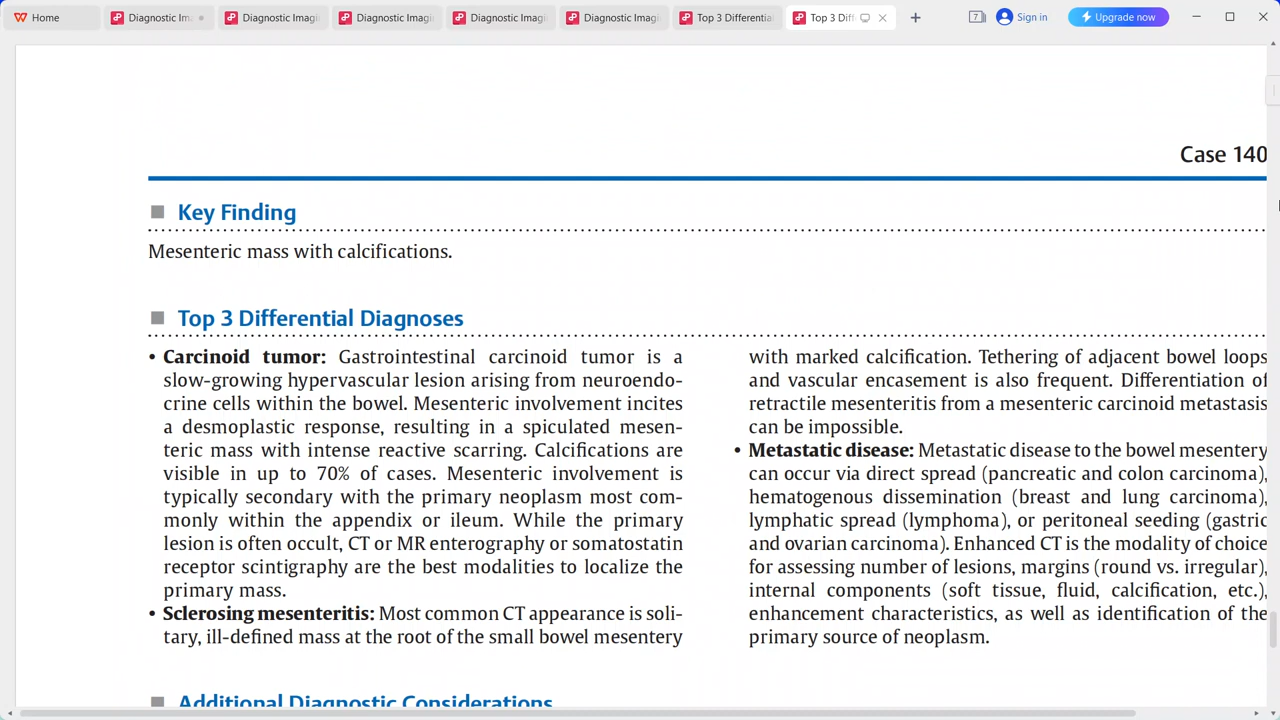 Home
Diagnostic Im
Diagnostic Imagi
Diagnostic Imagi
Diagnostic Imagi
Diagnostic Imagi
Top 3 Differential
Top 3 Diff
7
Sign in
Upgrade now
Case 140
Key Finding
Mesenteric mass with calcifications.
Top 3 Differential Diagnoses
• Carcinoid tumor: Gastrointestinal carcinoid tumor is a
slow-growing hypervascular lesion arising from neuroendo-
crine cells within the bowel. Mesenteric involvement incites
a desmoplastic response, resulting in a spiculated mesen-
teric mass with intense reactive scarring. Calcifications are
visible in up to 70% of cases. Mesenteric involvement is
typically secondary with the primary neoplasm most com-
monly within the appendix or ileum. While the primary
lesion is often occult, CT or MR enterography or somatostatin
receptor scintigraphy are the best modalities to localize the
primary mass.
• Sclerosing mesenteritis: Most common CT appearance is soli-
tary, ill-defined mass at the root of the small bowel mesentery
with marked calcification. Tethering of adjacent bowel loops
and vascular encasement is also frequent. Differentiation of
retractile mesenteritis from a mesenteric carcinoid metastasis
can be impossible.
• Metastatic disease: Metastatic disease to the bowel mesentery
can occur via direct spread (pancreatic and colon carcinoma),
hematogenous dissemination (breast and lung carcinoma),
lymphatic spread (lymphoma), or peritoneal seeding (gastric
and ovarian carcinoma). Enhanced CT is the modality of choice
for assessing number of lesions, margins (round vs. irregular),
internal components (soft tissue, fluid, calcification, etc.),
enhancement characteristics, as well as identification of the
primary source of neoplasm.
Additional Diagnostic Considerations